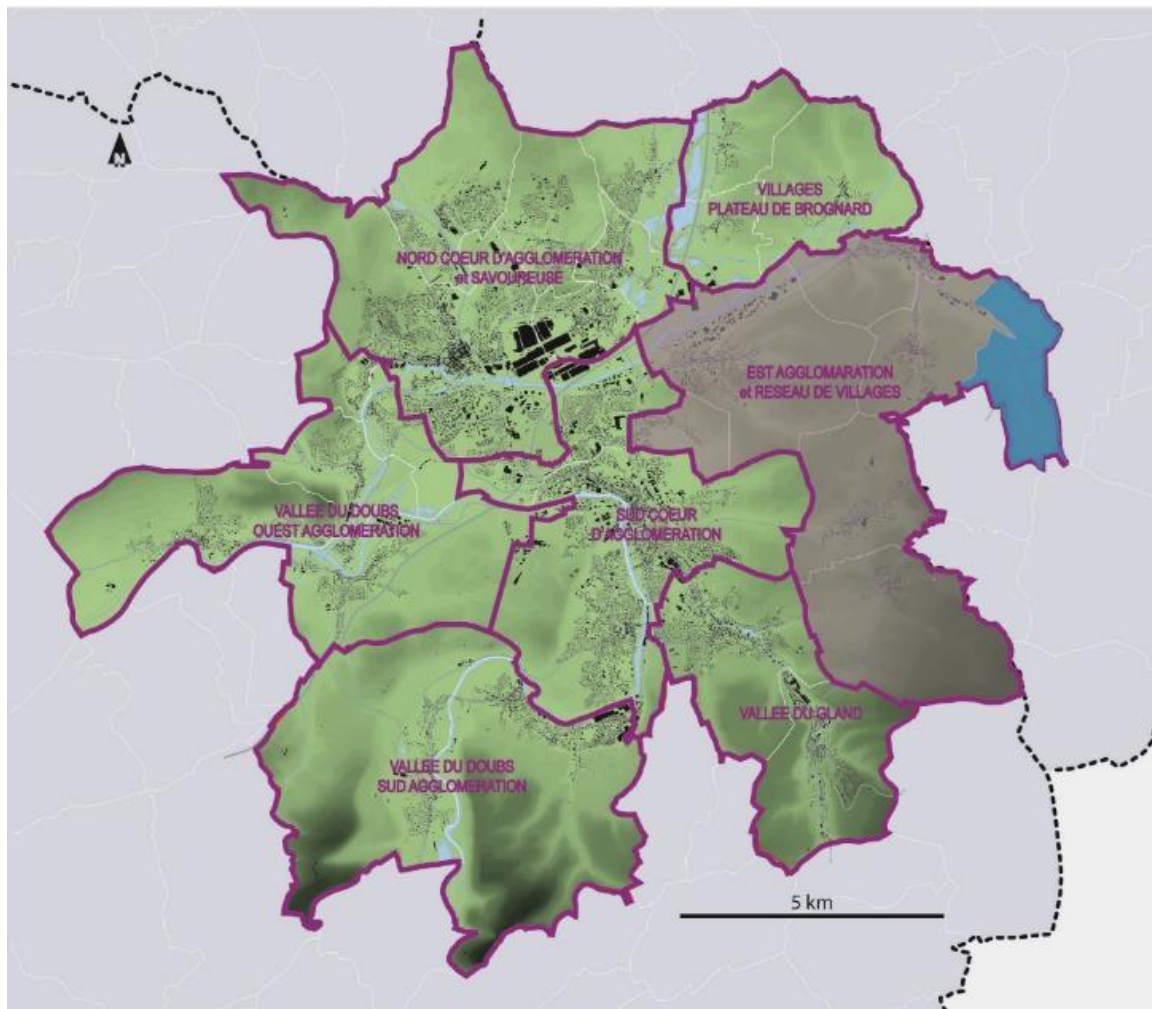 N
VILLAGES
PLATEAU DE BROGNARD
NORD COEUR D'AGGLOMERATION
et SAVOUREUSE
EST AGGLOMARATION
et RESEAU DE VILLAGES
VALLEE DU DOUBS
OUEST AGGLOMERATION
SUD COEUR
D'AGGLOMERATION
VALLEE DU GLAND
VALLEE DU DOUBS
SUD AGGLOMERATION
5 km